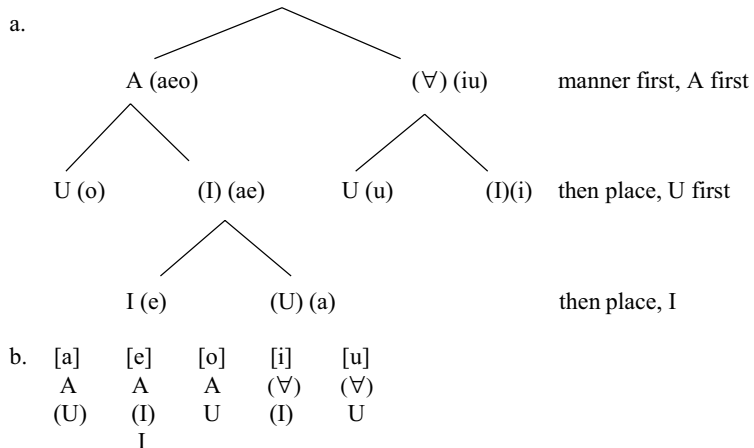 a.
A (aeo) (∀) (iu) manner first, A first
U (o) (I) (ae) U (u) (I)(i) then place, U first
I (e) (U) (a) then place, I
b. [a] [e] [o] [i] [u]
A A A (∀) (∀)
(U) (I) U (I) U
I